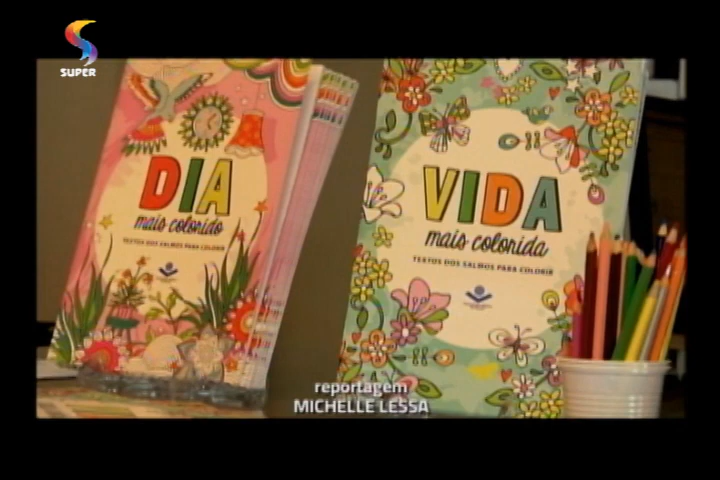 SUPER
DIA
mais colorido
TEXTOS DOS SALMOS PARA COLORIR
VIDA
mais colorida
TEXTOS DOS SALMOS PARA COLORIR
reportagem
MICHELLE LESSA